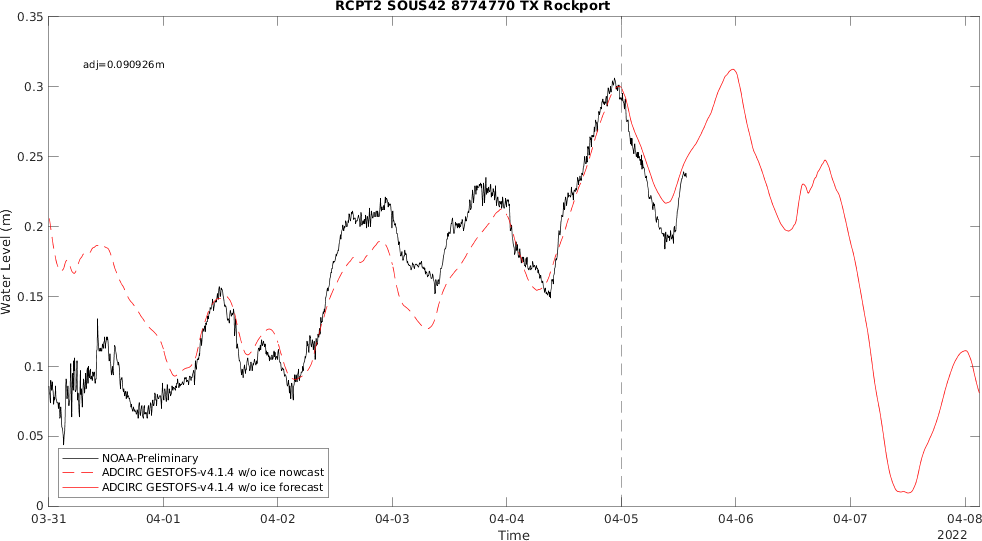 RCPT2 SOUS42 8774770 TX Rockport
adj=0.090926m
Water Level (m)
0.35
0.3
0.25
0.2
0.15
0.1
0.05
0
NOAA-Preliminary
ADCIRC GESTOFS-v4.1.4 w/o ice nowcast
ADCIRC GESTOFS-v4.1.4 w/o ice forecast
03-31 04-01 04-02 04-03 04-04 04-05 04-06 04-07 04-08
Time
2022